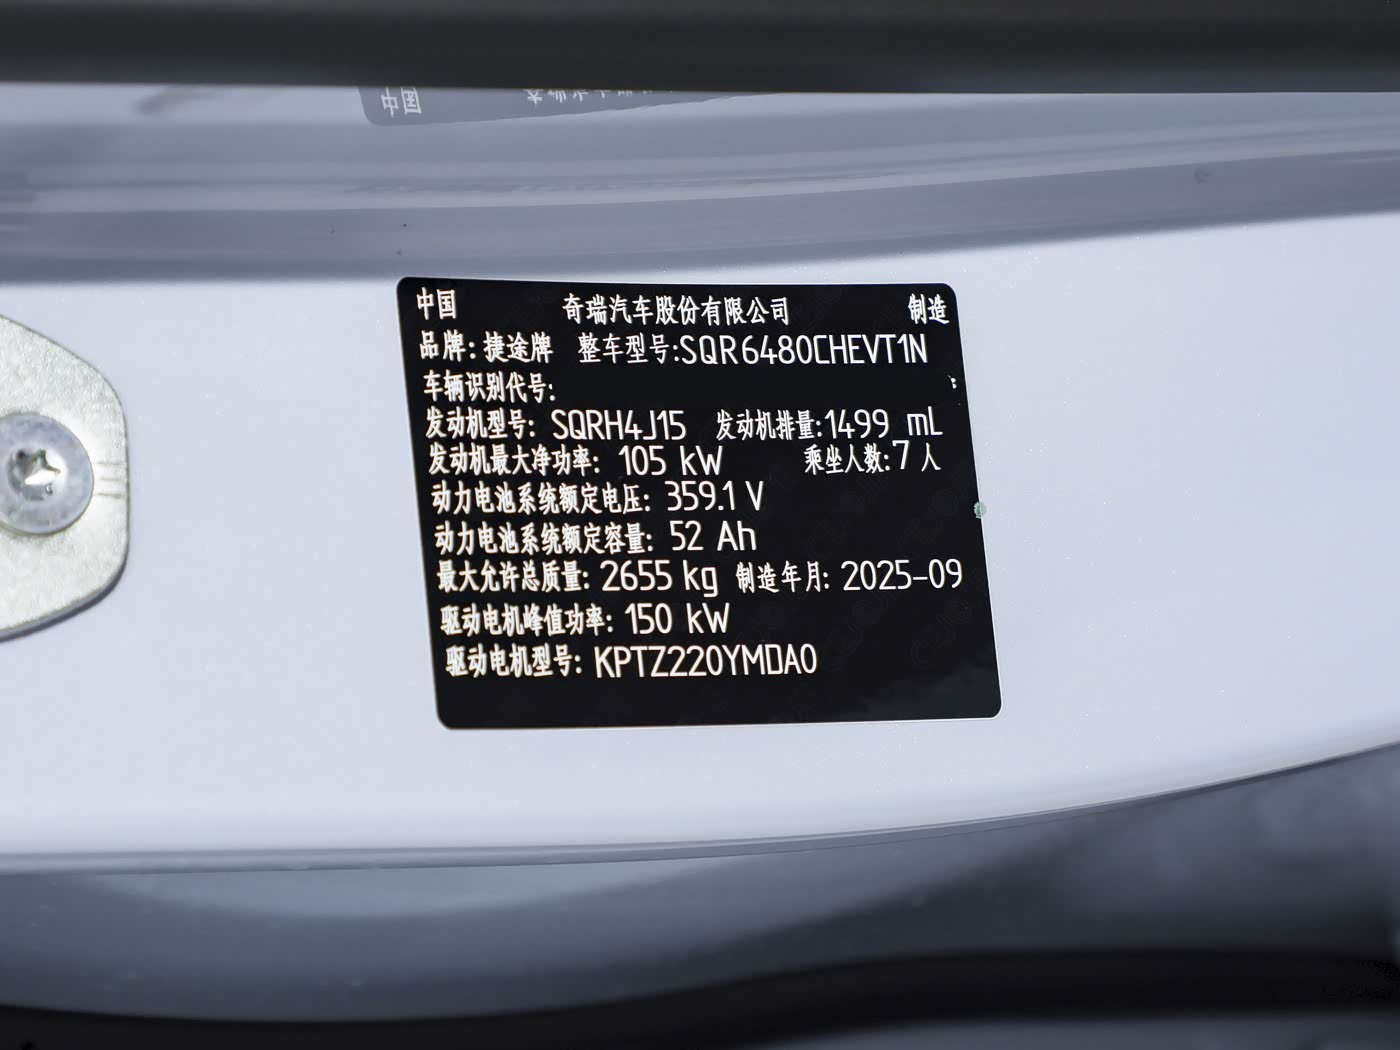 中国 奇瑞汽车股份有限公司 制造
品牌:捷途牌 整车型号:SQR6480CHEVT1N
车辆识别代号:
发动机型号: SQRH4J15 发动机排量:1499 mL
发动机最大净功率: 105 kW 乘坐人数:7 人
动力电池系统额定电压: 359.1 V
动力电池系统额定容量: 52 Ah
最大允许总质量: 2655 kg 制造年月: 2025-09
驱动电机峰值功率: 150 kW
驱动电机型号: KPTZ220YMDA0